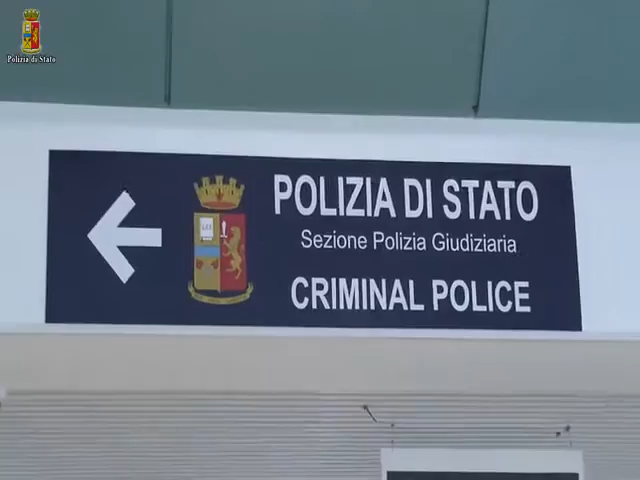 Polizia di Stato
POLIZIA DI STATO
Sezione Polizia Giudiziaria
CRIMINAL POLICE